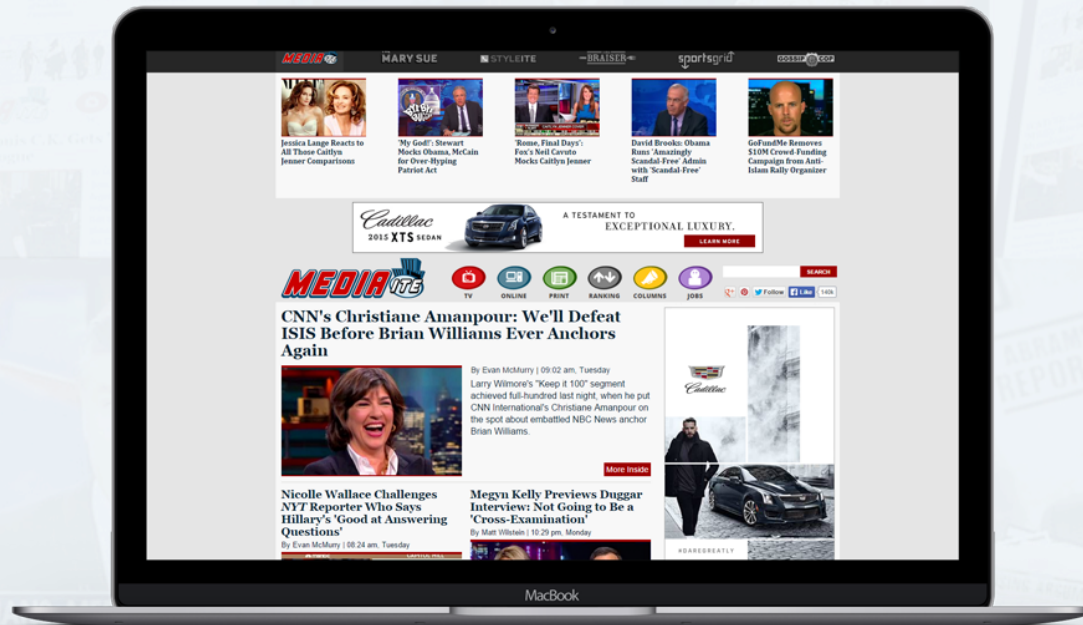 MEDIAITE
THE MARY SUE
STYLEITE
THE BRAISER
sportsgrid
GOSSIP COP
Jessica Lange Reacts to
All Those Caitlyn
Jenner Comparisons
'My God!': Stewart
Mocks Obama, McCain
for Over-Hyping
Patriot Act
'Rome, Final Days':
Fox's Neil Cavuto
Mocks Caitlyn Jenner
David Brooks: Obama
Runs 'Amazingly
Scandal-Free' Admin
with 'Scandal-Free'
Staff
GoFundMe Removes
$10M Crowd-Funding
Campaign from Anti-
Islam Rally Organizer
Cadillac
2015 XTS SEDAN
A TESTAMENT TO
EXCEPTIONAL LUXURY.
LEARN MORE
MEDIAITE
TV
ONLINE
PRINT
RANKING
COLUMNS
JOBS
SEARCH
Follow
Like
140k
CNN's Christiane Amanpour: We'll Defeat
ISIS Before Brian Williams Ever Anchors
Again
By Evan McMurry | 09:02 am, Tuesday
Larry Wilmore's "Keep it 100" segment
achieved full-hundred last night, when he put
CNN International's Christiane Amanpour on
the spot about embattled NBC News anchor
Brian Williams.
More Inside
Cadillac
#DAREGREATLY
Nicolle Wallace Challenges
NYT Reporter Who Says
Hillary's 'Good at Answering
Questions'
By Evan McMurry | 08:24 am, Tuesday
Megyn Kelly Previews Duggar
Interview: Not Going to Be a
'Cross-Examination'
By Matt Wilstein | 10:29 pm, Monday
MacBook